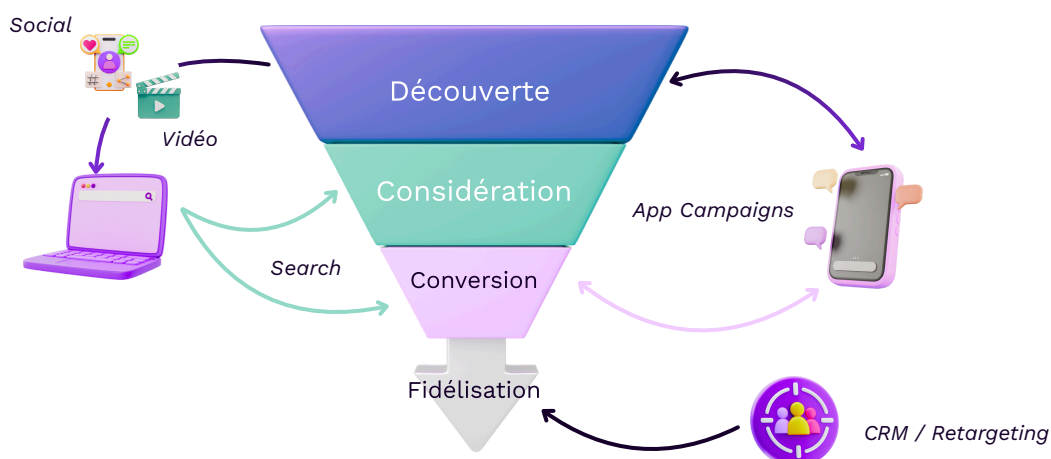 Social
Vidéo
Découverte
Considération
App Campaigns
Search
Conversion
Fidélisation
CRM / Retargeting